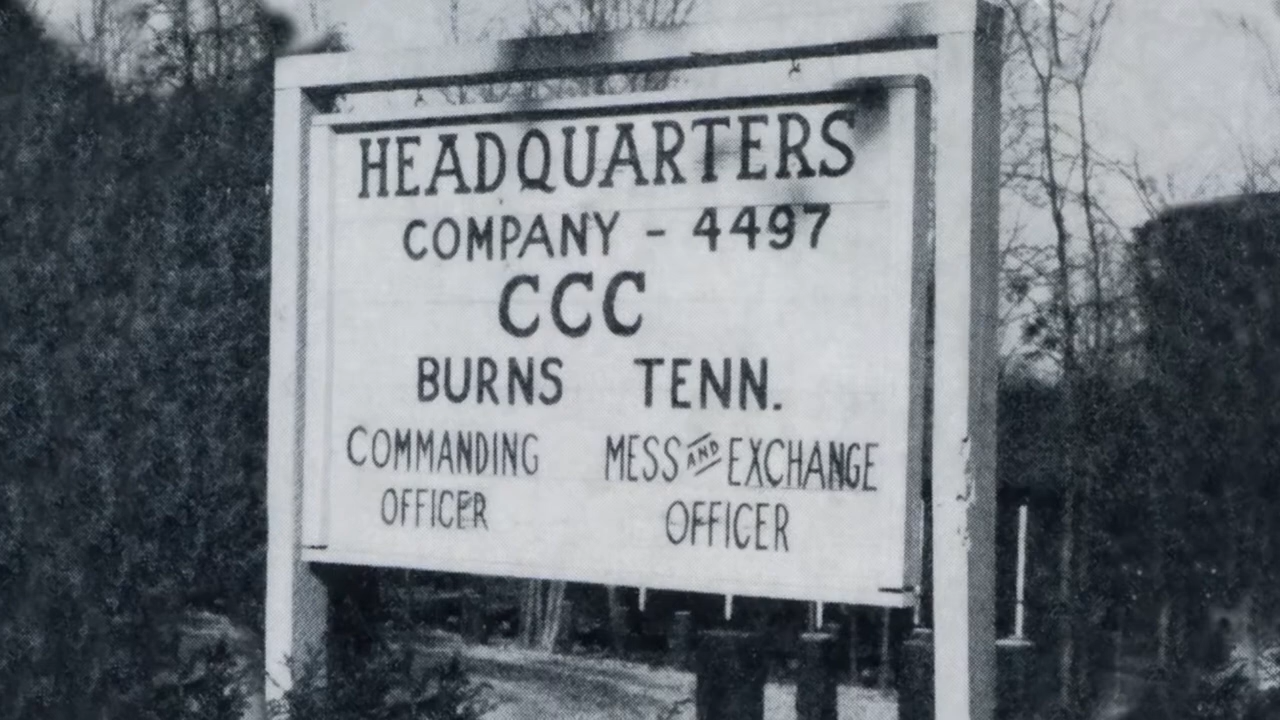 HEADQUARTERS
COMPANY - 4497
CCC
BURNS TENN.
COMMANDING OFFICER
MESS AND EXCHANGE OFFICER